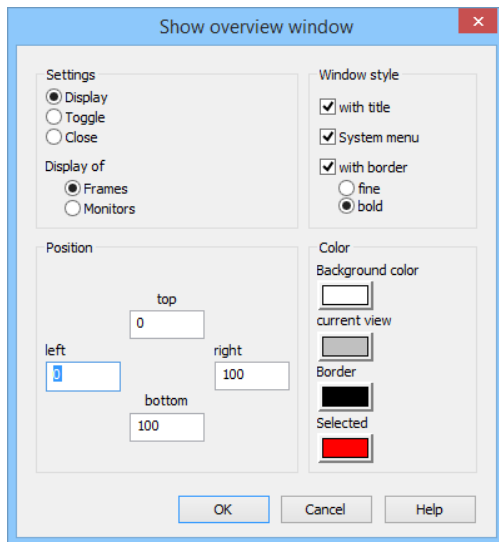 Show overview window
Settings
Display
Toggle
Close
Display of
Frames
Monitors
Window style
with title
System menu
with border
fine
bold
Position
top
0
left
right
0
100
bottom
100
Color
Background color
current view
Border
Selected
OK
Cancel
Help